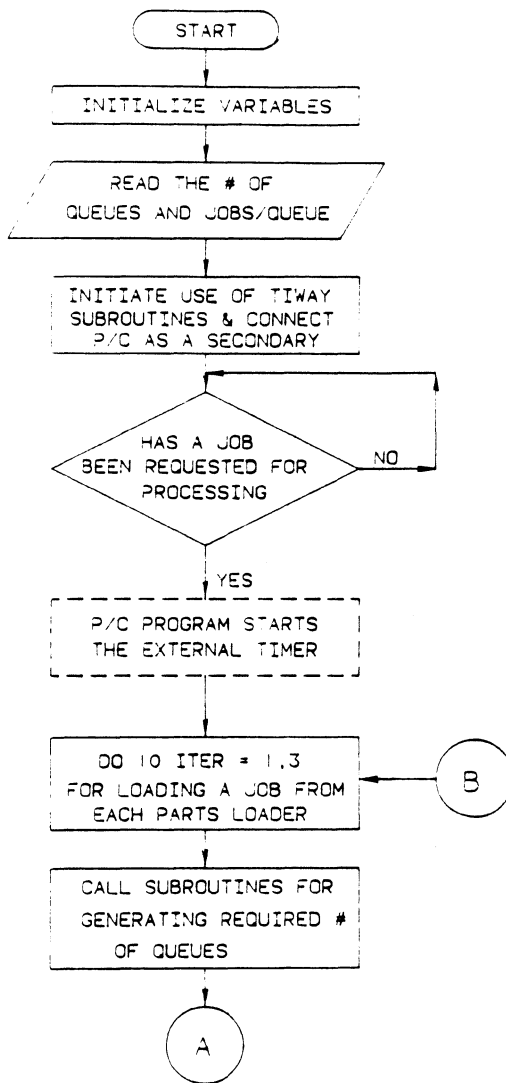 START
INITIALIZE VARIABLES
READ THE # OF
QUEUES AND JOBS/QUEUE
INITIATE USE OF TIWAY
SUBROUTINES & CONNECT
P/C AS A SECONDARY
HAS A JOB
BEEN REQUESTED FOR
PROCESSING
NO
YES
P/C PROGRAM STARTS
THE EXTERNAL TIMER
DO 10 ITER = 1,3
FOR LOADING A JOB FROM
EACH PARTS LOADER
B
CALL SUBROUTINES FOR
GENERATING REQUIRED #
OF QUEUES
A